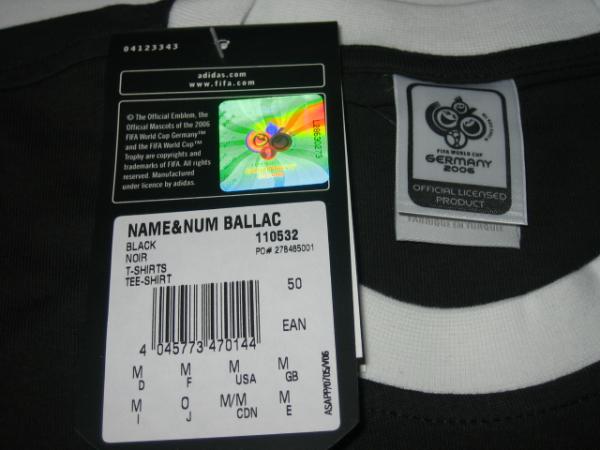 04123343
adidas.com
www.fifa.com
© The Official Emblem, the
Official Mascots of the 2006
FIFA World Cup Germany™
and the FIFA World Cup™
Trophy are copyrights and
trademarks of FIFA. All rights
reserved. Manufactured
under licence by adidas.
NAME&NUM BALLAC
BLACK 110532
NOIR PO# 278485001
T-SHIRTS
TEE-SHIRT
50
EAN
4 045773 470144
M M M M
D F USA GB
M O M/M M
I J CDN E
ASAPP/0705/V06
FIFA WORLD CUP
GERMANY
2006
OFFICIAL LICENSED
PRODUCT